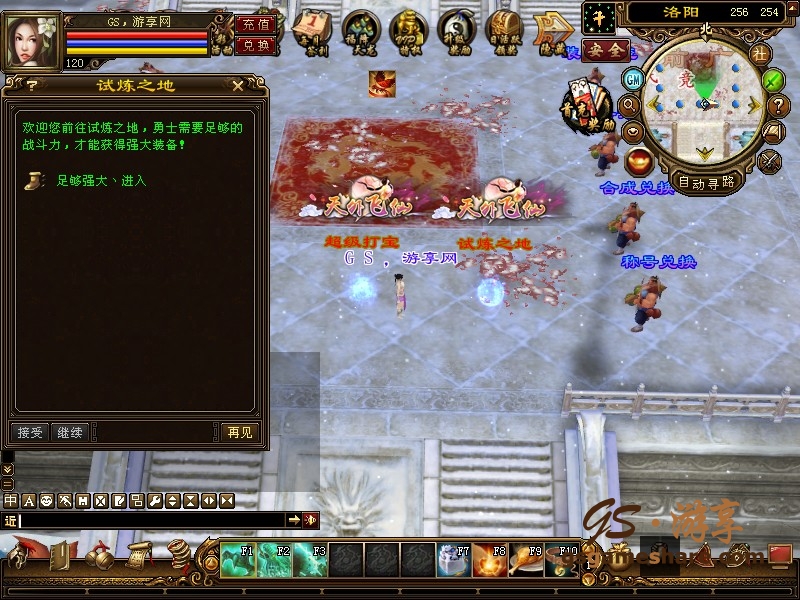 GS，游享网
充值
兑换
120
洛阳
256 254
北
安全
社
GM
竞
自动寻路
试炼之地
欢迎您前往试炼之地，勇士需要足够的
战斗力，才能获得强大装备！
足够强大、进入
接受
继续
再见
天外飞仙
天外飞仙
超级打宝
试炼之地
GS，游享网
合成兑换
称号兑换
近
F1
F2
F3
F7
F8
F9
F10
GS·游享